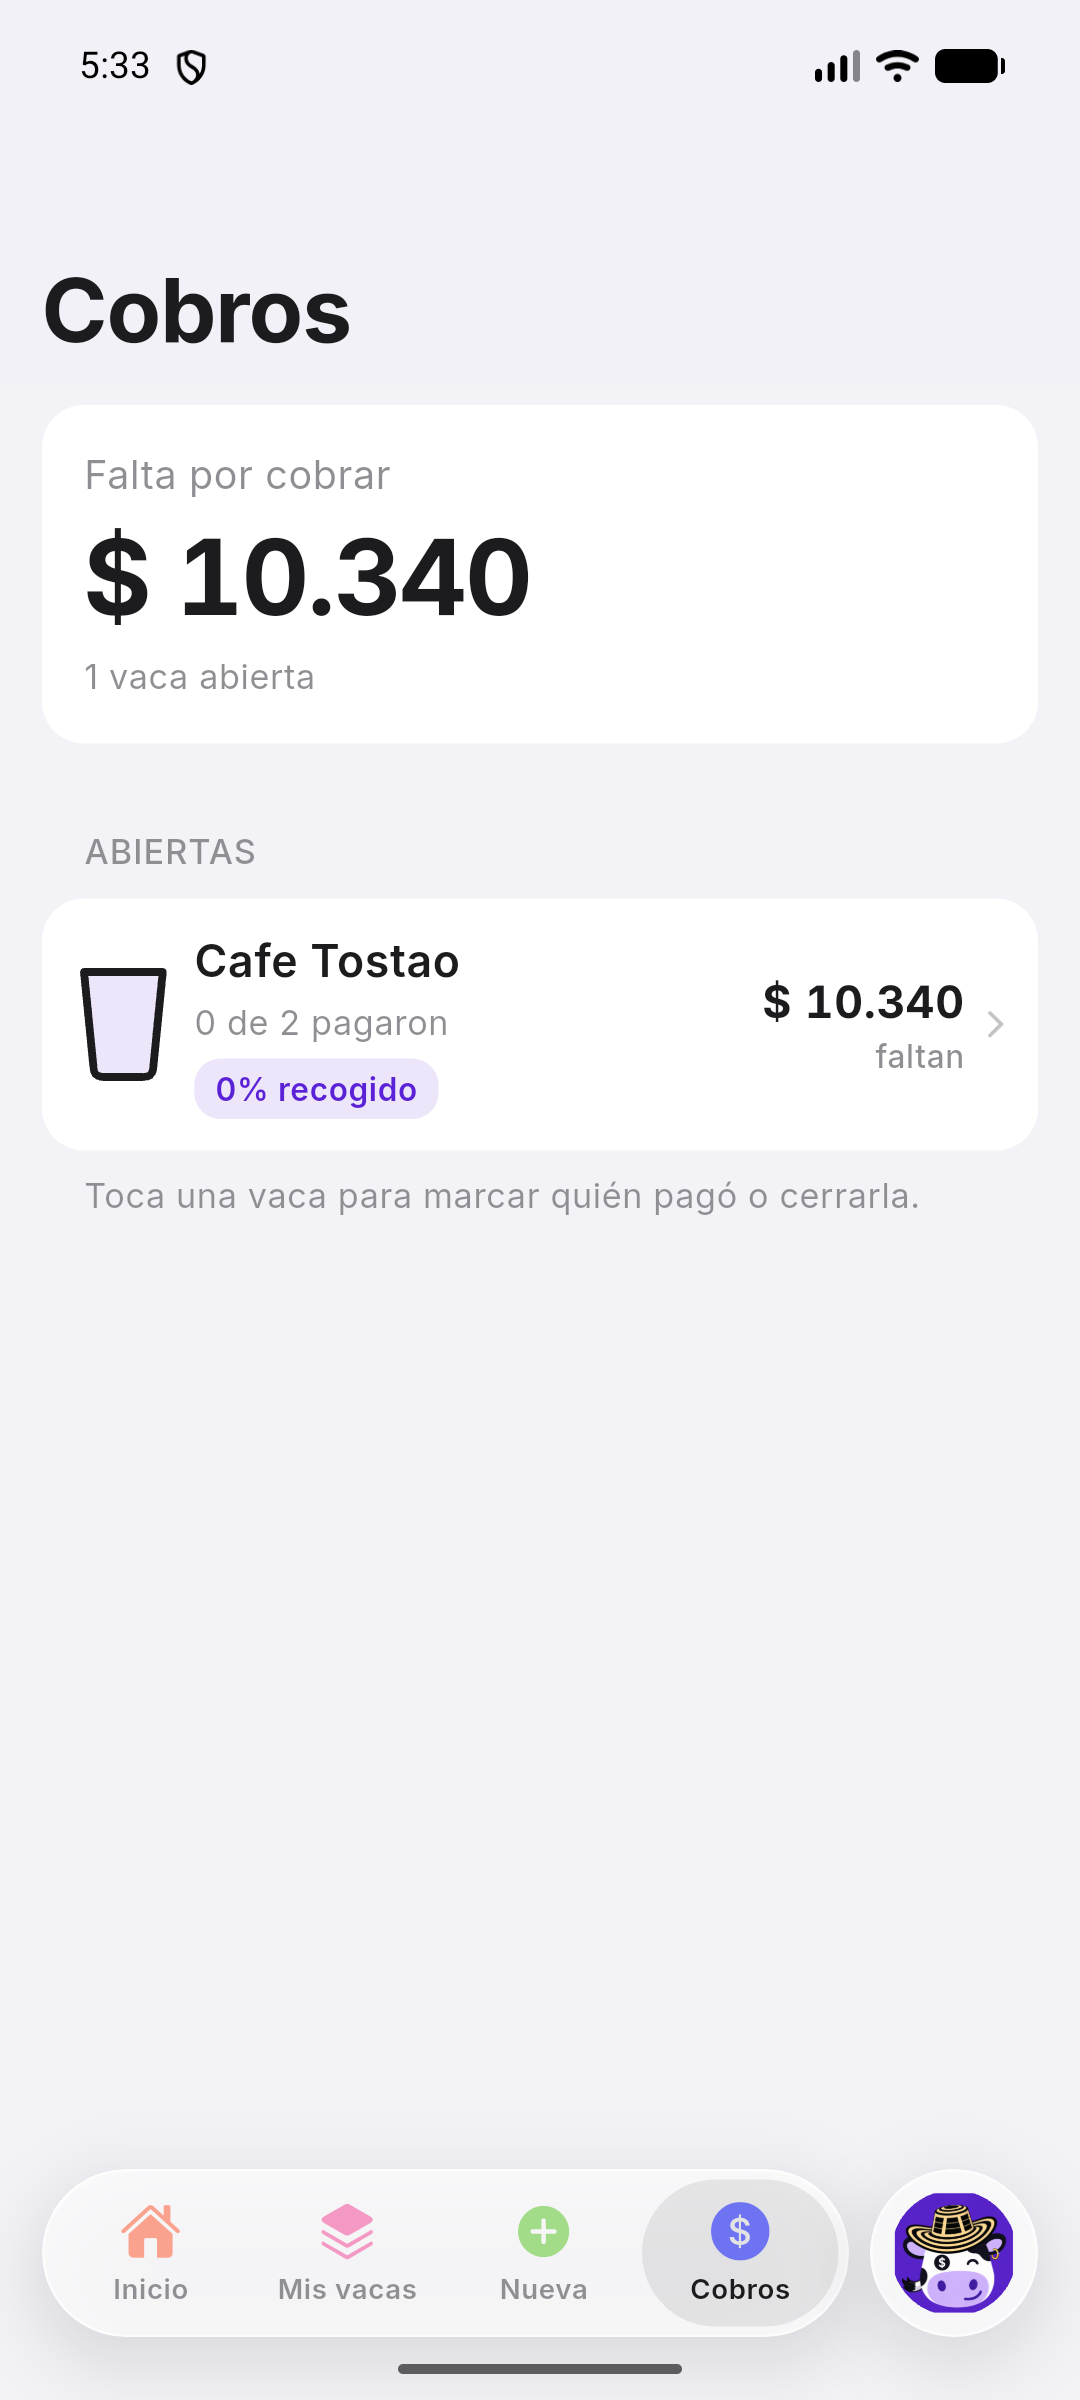 5:33
Cobros
Falta por cobrar
$ 10.340
1 vaca abierta
ABIERTAS
Cafe Tostao
0 de 2 pagaron
0% recogido
$ 10.340
faltan
Toca una vaca para marcar quién pagó o cerrarla.
Inicio
Mis vacas
Nueva
Cobros